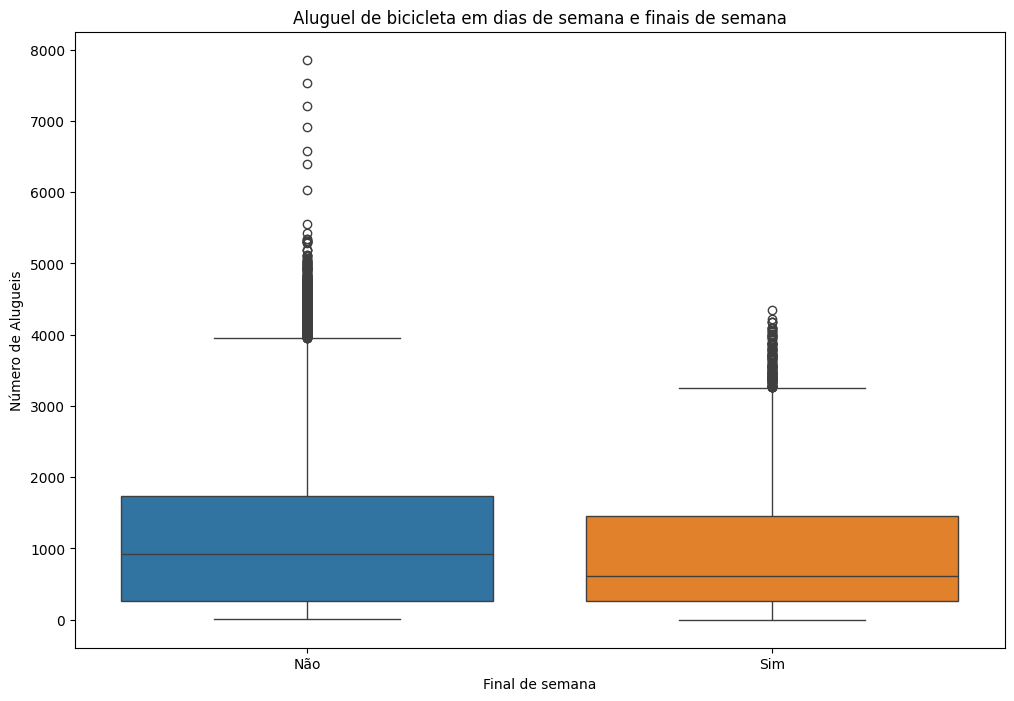 Aluguel de bicicleta em dias de semana e finais de semana
8000
7000
6000
5000
4000
3000
2000
1000
0
Número de Alugueis
Não
Sim
Final de semana